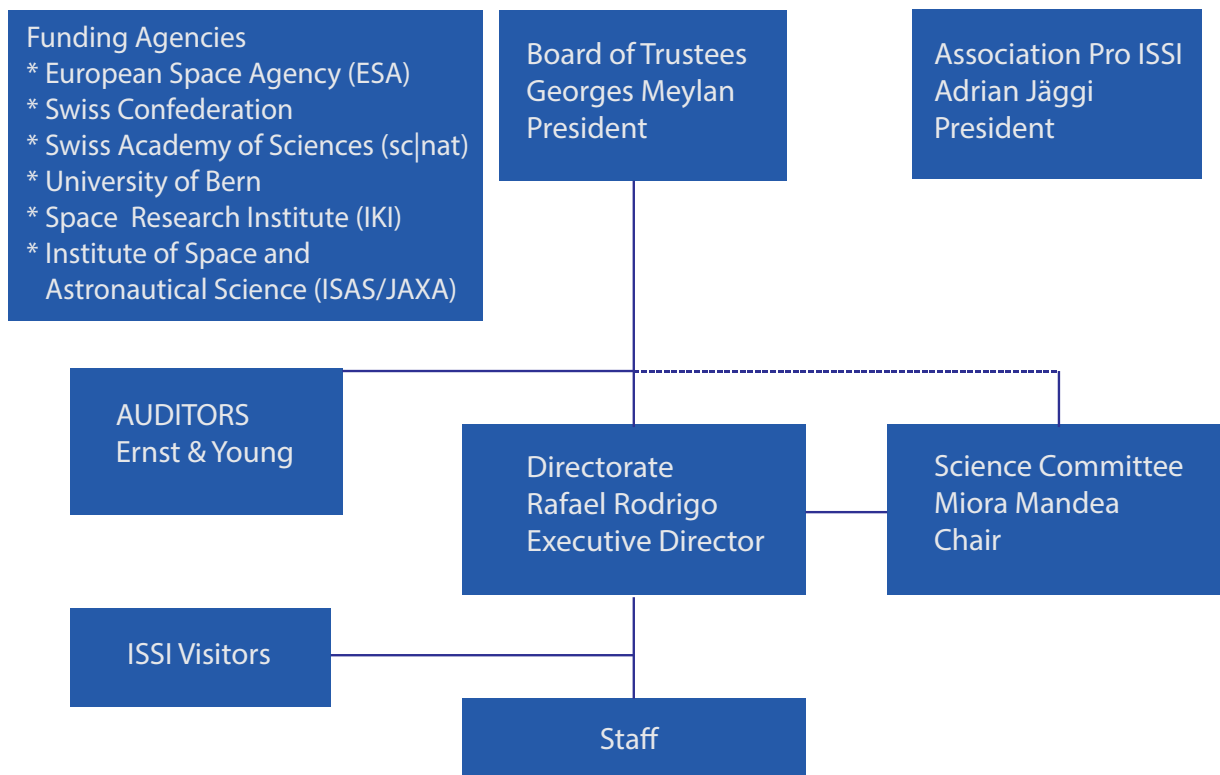 Funding Agencies
* European Space Agency (ESA)
* Swiss Confederation
* Swiss Academy of Sciences (sc|nat)
* University of Bern
* Space  Research Institute (IKI)
* Institute of Space and
Astronautical Science (ISAS/JAXA)
Board of Trustees
Georges Meylan
President
Association Pro ISSI
Adrian Jäggi
President
AUDITORS
Ernst & Young
Directorate
Rafael Rodrigo
Executive Director
Science Committee
Miora Mandea
Chair
ISSI Visitors
Staff